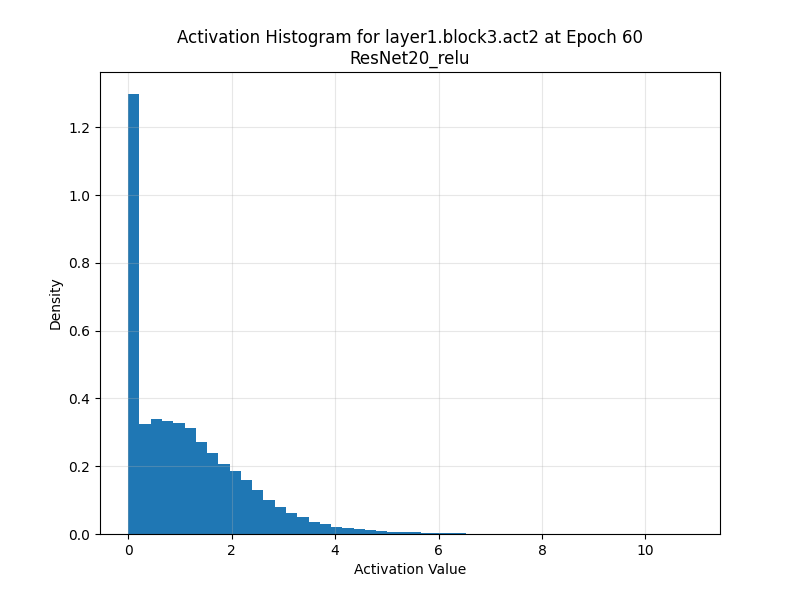 Activation Histogram for layer1.block3.act2 at Epoch 60
ResNet20_relu
Density
1.2
1.0
0.8
0.6
0.4
0.2
0.0
0 2 4 6 8 10
Activation Value